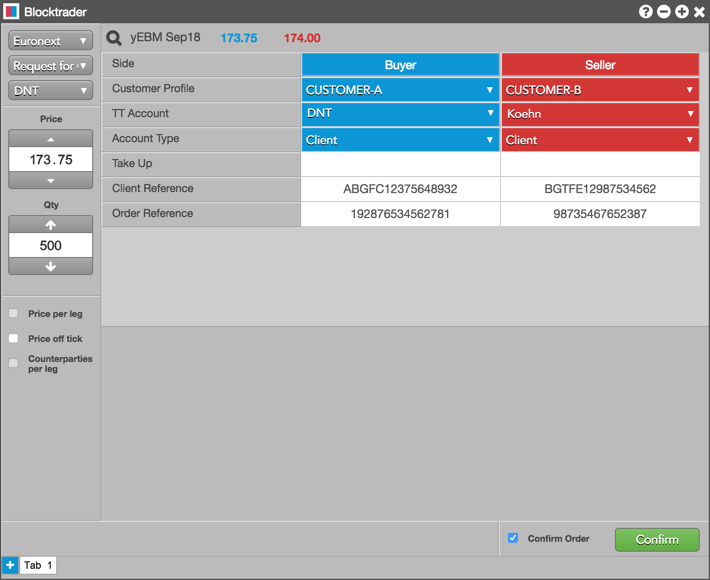 Blocktrader
Euronext
Request for
DNT
yEBM Sep18 173.75 174.00
Side Buyer Seller
Customer Profile CUSTOMER-A CUSTOMER-B
TT Account DNT Koehn
Account Type Client Client
Take Up
Client Reference ABGFC12375648932 BGTFE12987534562
Order Reference 192876534562781 98735467652387
Price
173.75
Qty
500
Price per leg
Price off tick
Counterparties
per leg
Confirm Order Confirm
+ Tab 1